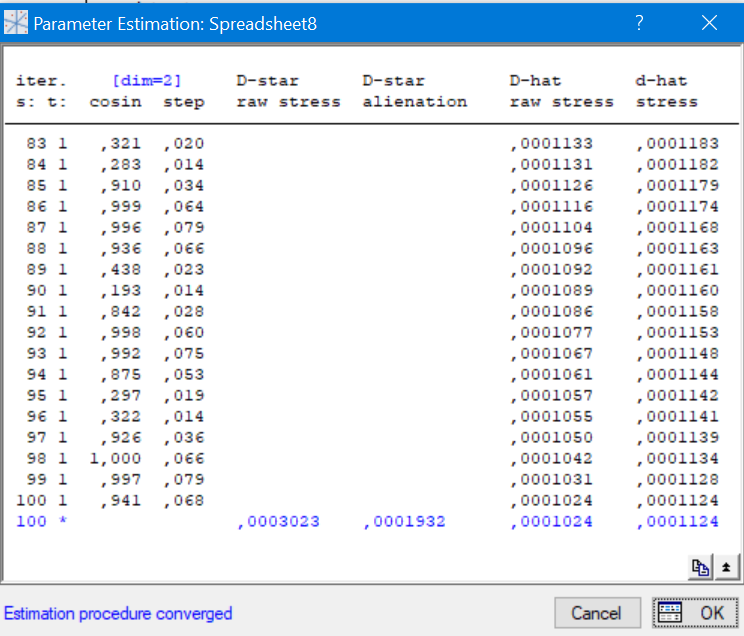 Parameter Estimation: Spreadsheet8 ?
iter. [dim=2] D-star D-star D-hat d-hat
s: t: cosin step raw stress alienation raw stress stress
83 1 ,321 ,020 ,0001133 ,0001183
84 1 ,283 ,014 ,0001131 ,0001182
85 1 ,910 ,034 ,0001126 ,0001179
86 1 ,999 ,064 ,0001116 ,0001174
87 1 ,996 ,079 ,0001104 ,0001168
88 1 ,936 ,066 ,0001096 ,0001163
89 1 ,438 ,023 ,0001092 ,0001161
90 1 ,193 ,014 ,0001089 ,0001160
91 1 ,842 ,028 ,0001086 ,0001158
92 1 ,998 ,060 ,0001077 ,0001153
93 1 ,992 ,075 ,0001067 ,0001148
94 1 ,875 ,053 ,0001061 ,0001144
95 1 ,297 ,019 ,0001057 ,0001142
96 1 ,322 ,014 ,0001055 ,0001141
97 1 ,926 ,036 ,0001050 ,0001139
98 1 1,000 ,066 ,0001042 ,0001134
99 1 ,997 ,079 ,0001031 ,0001128
100 1 ,941 ,068 ,0001024 ,0001124
100 * ,0003023 ,0001932 ,0001024 ,0001124
Estimation procedure converged Cancel OK